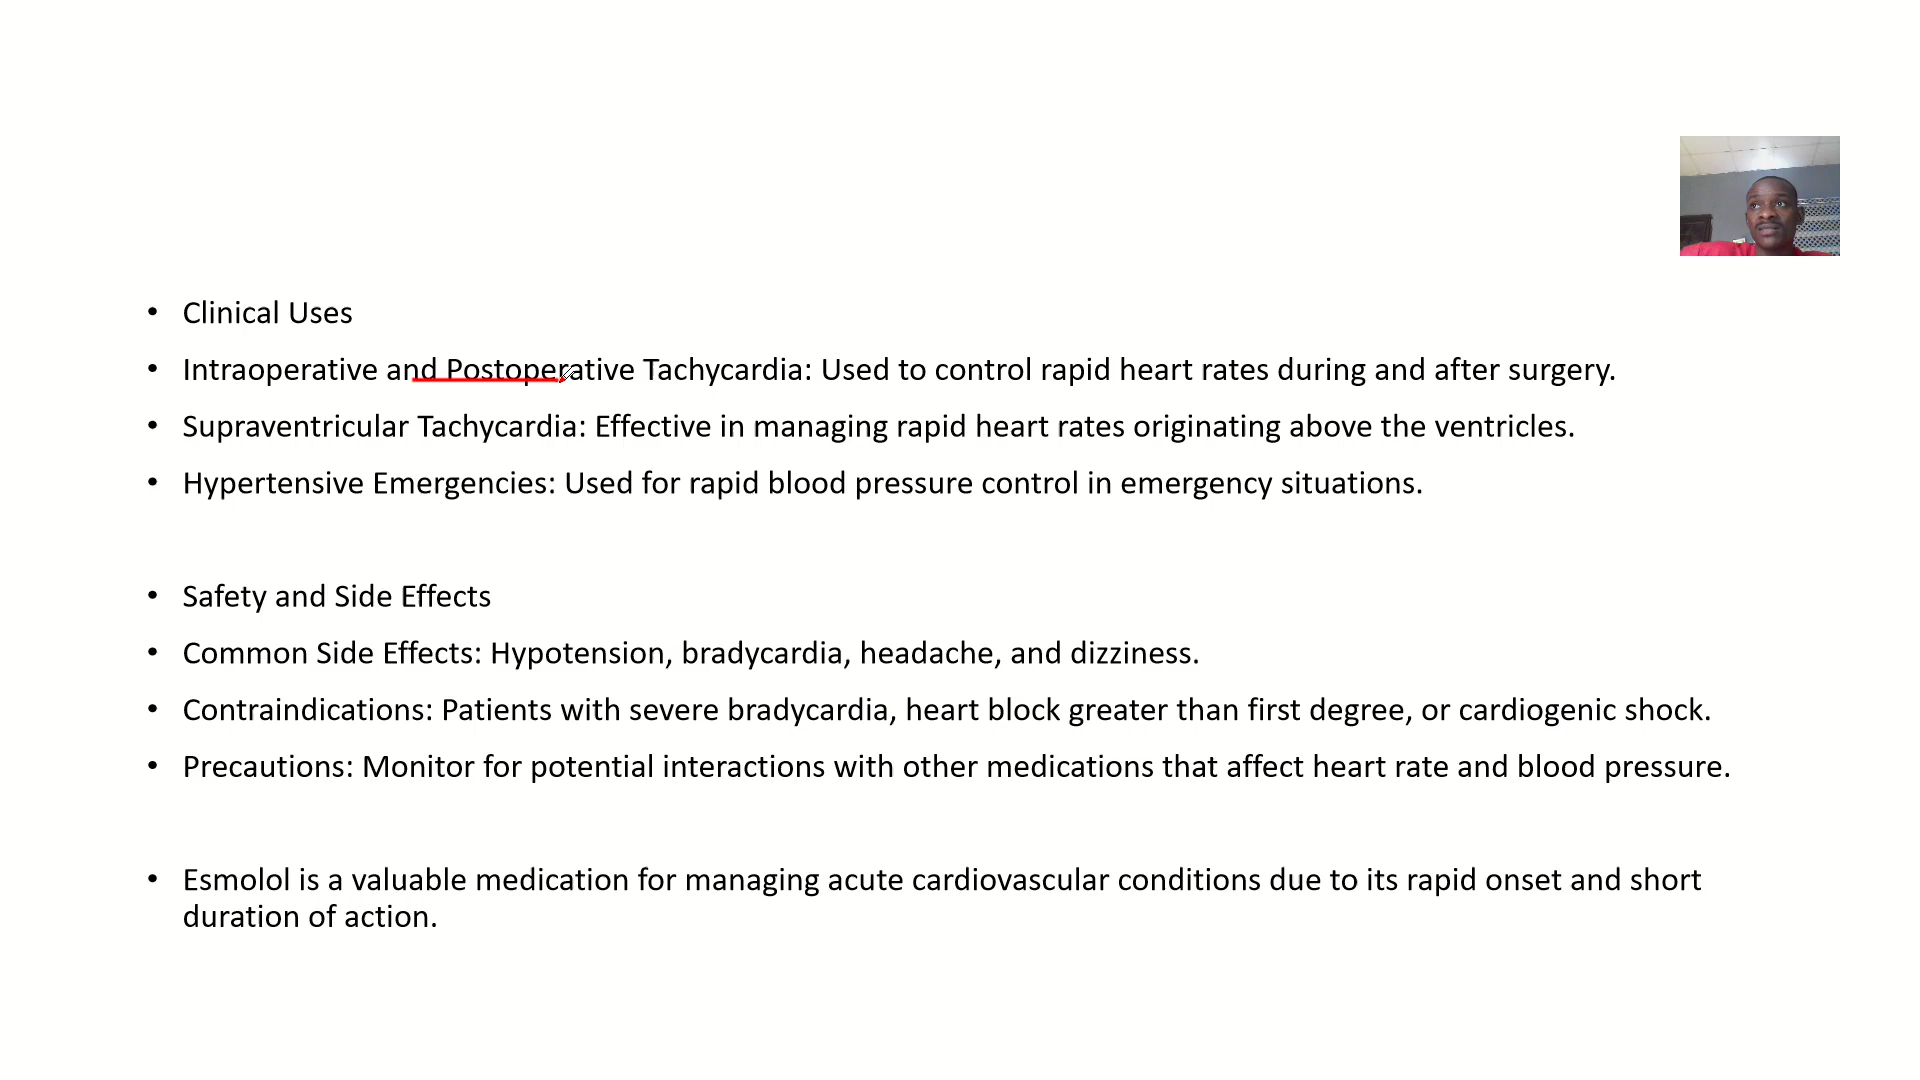 • Clinical Uses
• Intraoperative and Postoperative Tachycardia: Used to control rapid heart rates during and after surgery.
• Supraventricular Tachycardia: Effective in managing rapid heart rates originating above the ventricles.
• Hypertensive Emergencies: Used for rapid blood pressure control in emergency situations.
• Safety and Side Effects
• Common Side Effects: Hypotension, bradycardia, headache, and dizziness.
• Contraindications: Patients with severe bradycardia, heart block greater than first degree, or cardiogenic shock.
• Precautions: Monitor for potential interactions with other medications that affect heart rate and blood pressure.
• Esmolol is a valuable medication for managing acute cardiovascular conditions due to its rapid onset and short
duration of action.